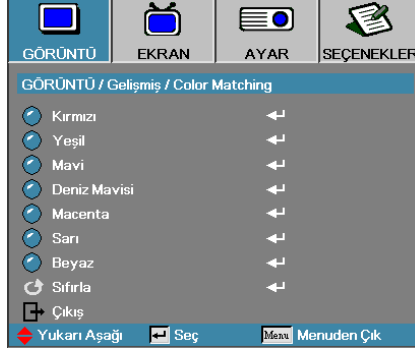 GÖRÜNTÜ EKRAN AYAR SEÇENEKLER
GÖRÜNTÜ / Gelişmiş / Color Matching
Kırmızı
Yeşil
Mavi
Deniz Mavisi
Macenta
Sarı
Beyaz
Sıfırla
Çıkış
Yukarı Aşağı Seç Menu Menuden Çık